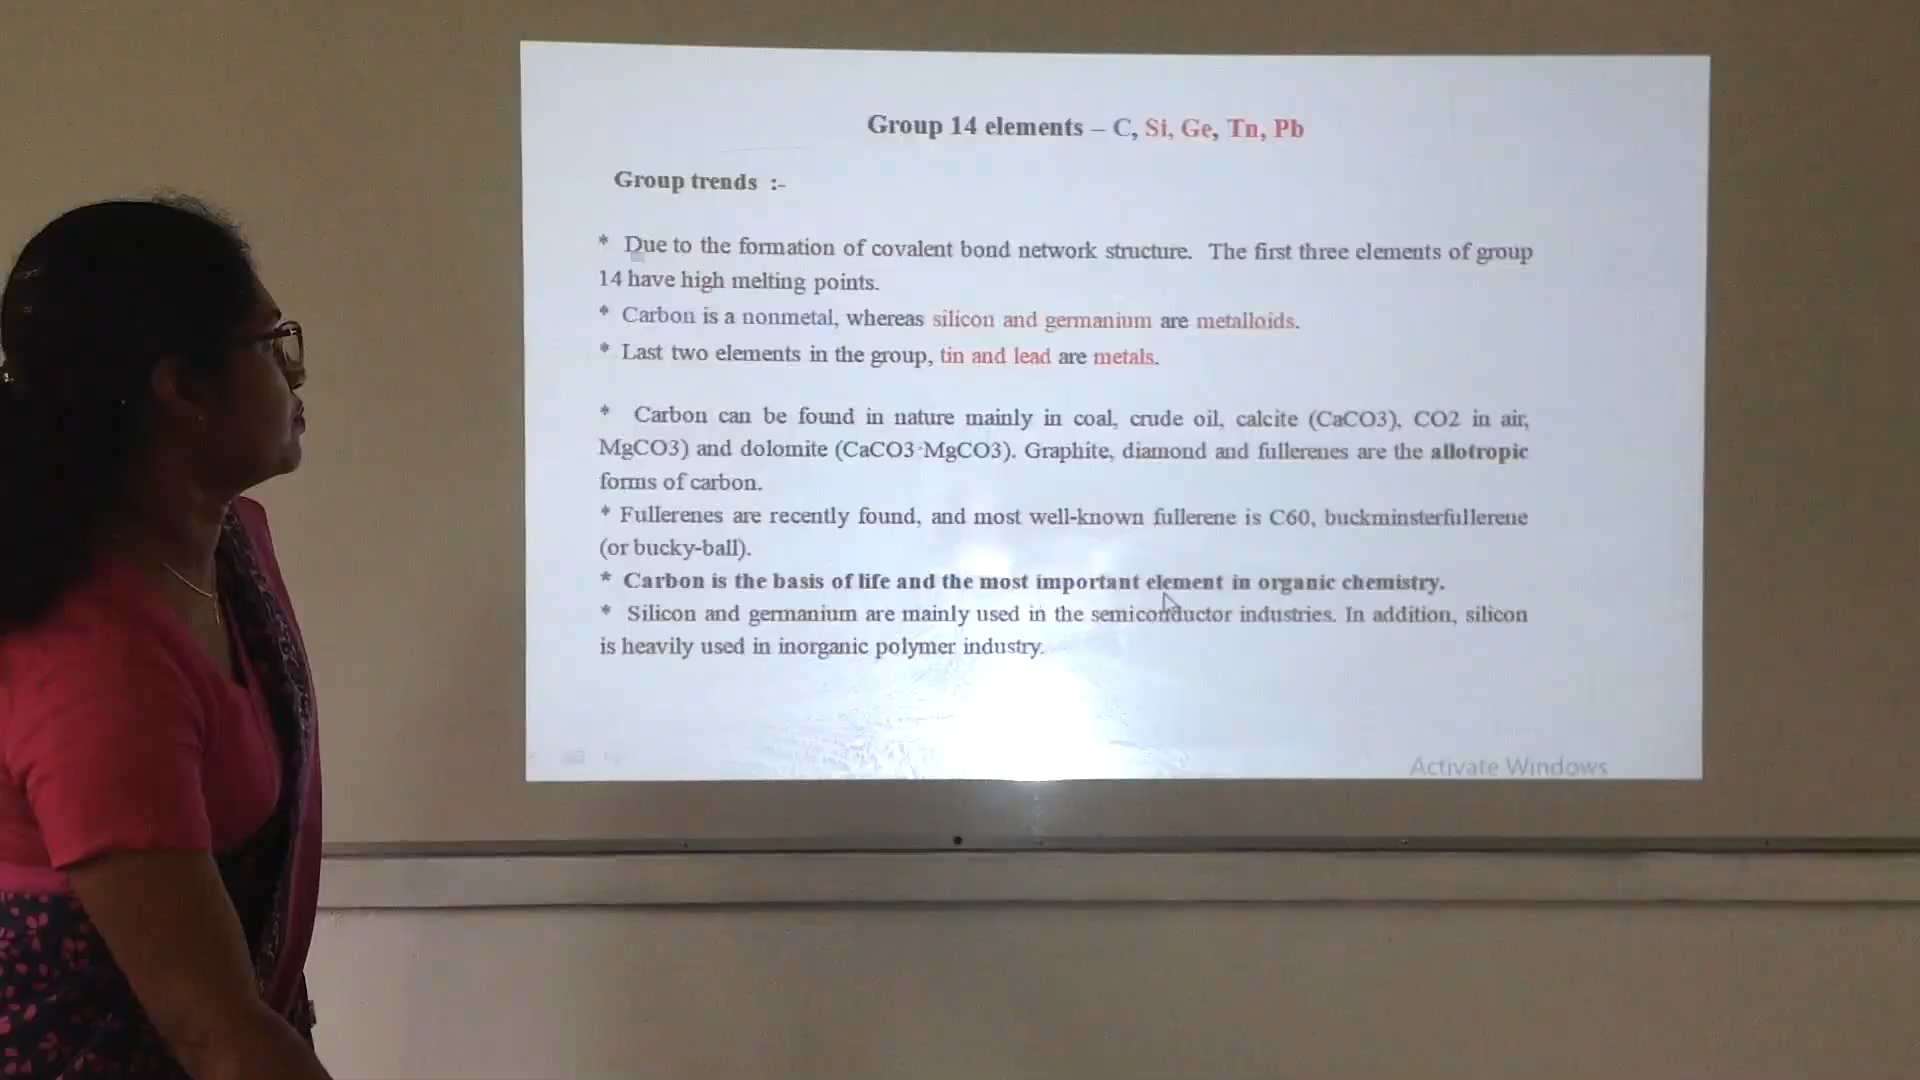 Group 14 elements – C, Si, Ge, Tn, Pb
Group trends :-
* Due to the formation of covalent bond network structure. The first three elements of group
14 have high melting points.
* Carbon is a nonmetal, whereas silicon and germanium are metalloids.
* Last two elements in the group, tin and lead are metals.
* Carbon can be found in nature mainly in coal, crude oil, calcite (CaCO3), CO2 in air,
MgCO3) and dolomite (CaCO3·MgCO3). Graphite, diamond and fullerenes are the allotropic
forms of carbon.
* Fullerenes are recently found, and most well-known fullerene is C60, buckminsterfullerene
(or bucky-ball).
* Carbon is the basis of life and the most important element in organic chemistry.
* Silicon and germanium are mainly used in the semiconductor industries. In addition, silicon
is heavily used in inorganic polymer industry.
Activate Windows